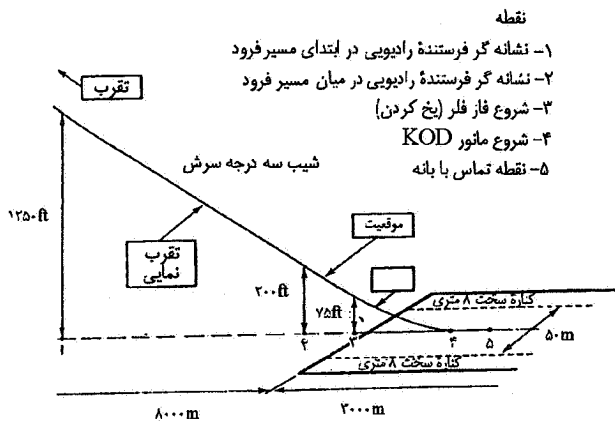 نقطه
۱- نشانه گر فرستندهٔ رادیویی در ابتدای مسیر فرود
۲- نشانه گر فرستندهٔ رادیویی در میان مسیر فرود
۳- شروع فاز فلر (پخ کردن)
۴- شروع مانور KOD
۵- نقطه تماس با بانه
تقرب
شیب سه درجه سرش
۱۲۵۰ft
موقعیت
تقرب
نمایی
۲۰۰ft
۷۵ft
کنارهٔ سخت ۸ متری
۱
۲
۳
۴
۵
۵۰m
کنارهٔ سخت ۸ متری
۸۰۰۰m
۳۰۰۰m